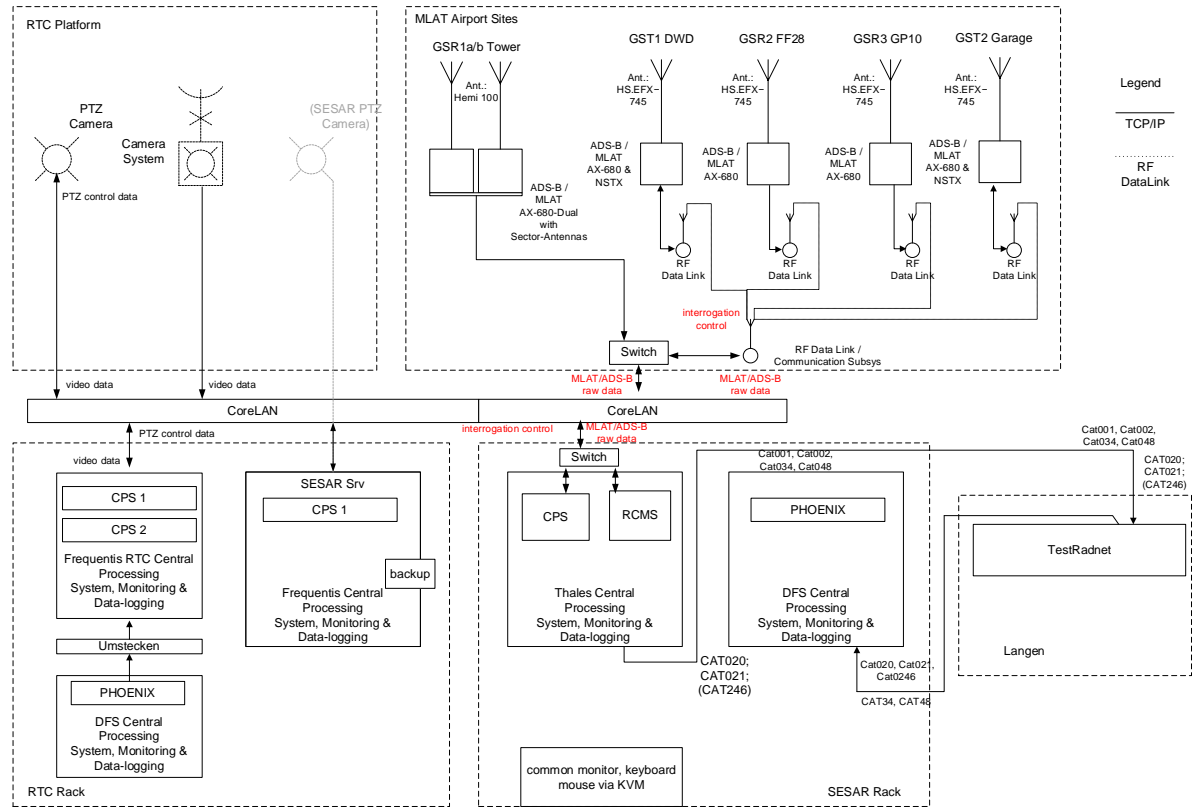 RTC Platform
PTZ
Camera
Camera
System
(SESAR PTZ
Camera)
PTZ control data
video data
video data
MLAT Airport Sites
GSR1a/b Tower
GST1 DWD
GSR2 FF28
GSR3 GP10
GST2 Garage
Ant.:
Hemi 100
Ant.:
HS.EFX-
745
Ant.:
HS.EFX-
745
Ant.:
HS.EFX-
745
Ant.:
HS.EFX-
745
ADS-B /
MLAT
AX-680-Dual
with
Sector-Antennas
ADS-B /
MLAT
AX-680 &
NSTX
ADS-B /
MLAT
AX-680
ADS-B /
MLAT
AX-680
ADS-B /
MLAT
AX-680 &
NSTX
RF
Data Link
RF
Data Link
RF
Data Link
RF
Data Link
interrogation
control
Switch
RF Data Link /
Communication Subsys
MLAT/ADS-B
raw data
MLAT/ADS-B
raw data
Legend
TCP/IP
RF
DataLink
CoreLAN
CoreLAN
PTZ control data
video data
CPS 1
CPS 2
Frequentis RTC Central
Processing
System, Monitoring &
Data-logging
Umstecken
PHOENIX
DFS Central
Processing
System, Monitoring &
Data-logging
RTC Rack
SESAR Srv
CPS 1
backup
Frequentis Central
Processing
System, Monitoring &
Data-logging
interrogation control
MLAT/ADS-B
raw data
Switch
CPS
RCMS
Thales Central
Processing
System, Monitoring &
Data-logging
Cat001, Cat002,
Cat034, Cat048
PHOENIX
DFS Central
Processing
System, Monitoring &
Data-logging
CAT020;
CAT021;
(CAT246)
Cat020, Cat021,
Cat0246
CAT34, CAT48
common monitor, keyboard
mouse via KVM
SESAR Rack
Cat001, Cat002,
Cat034, Cat048
CAT020;
CAT021;
(CAT246)
TestRadnet
Langen